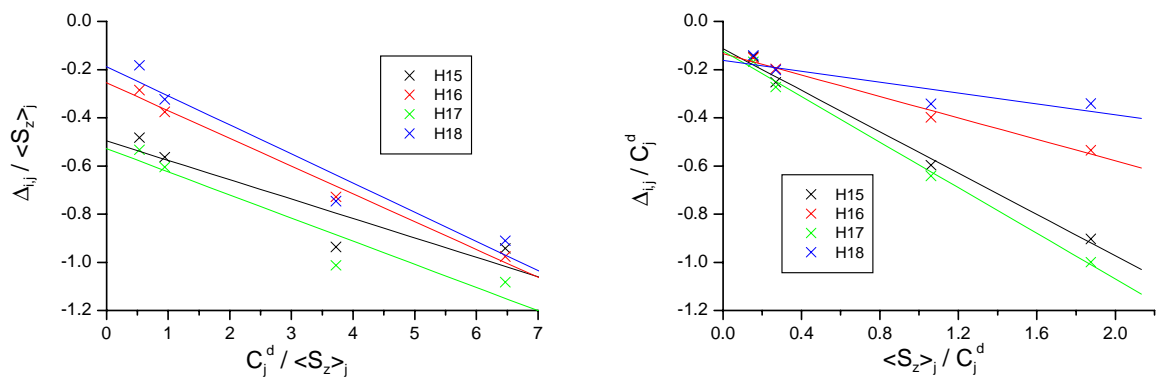 0.0
-0.2
-0.4
-0.6
-0.8
-1.0
-1.2
Δi,j / <Sz>j
0 1 2 3 4 5 6 7
Cjd / <Sz>j
H15
H16
H17
H18
0.0
-0.2
-0.4
-0.6
-0.8
-1.0
-1.2
Δi,j / Cjd
0.0 0.4 0.8 1.2 1.6 2.0
<Sz>j / Cjd
H15
H16
H17
H18